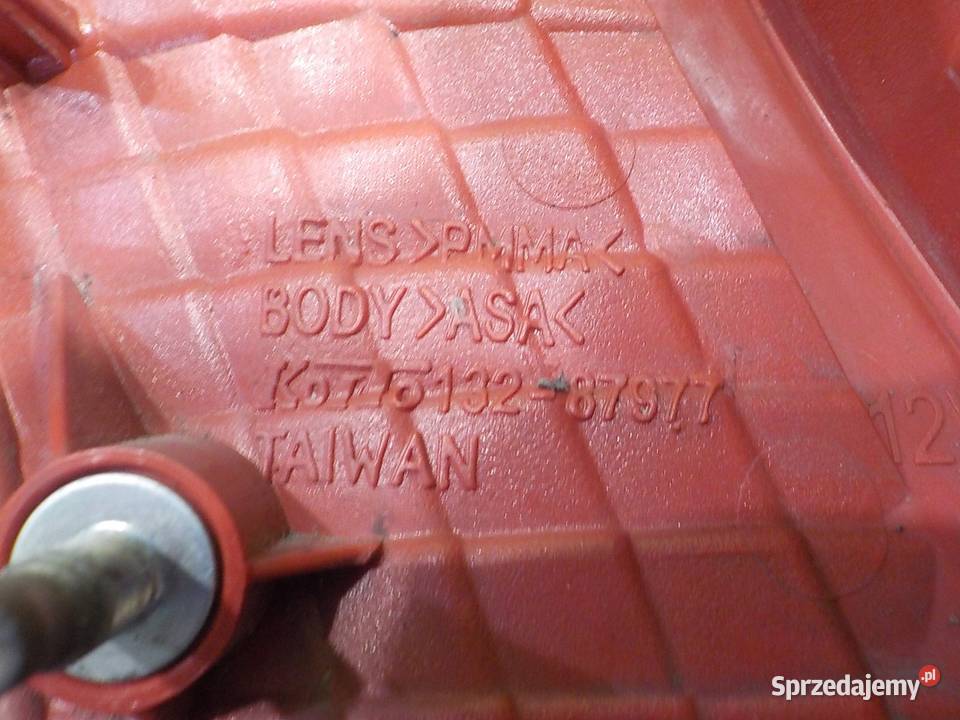 LENS >PMMA<
BODY >ASA<
KOITO 132-87977
TAIWAN
12V
Sprzedajemy.pl